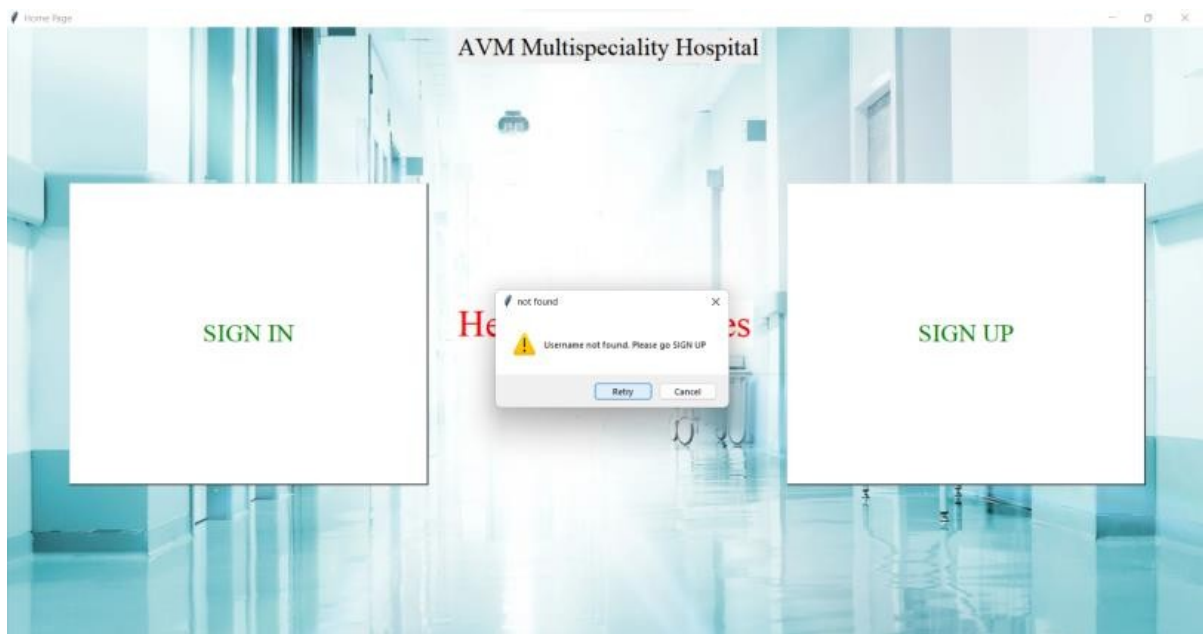 Home Page
AVM Multispeciality Hospital
not found
Username not found. Please go SIGN UP
Retry Cancel
SIGN IN
SIGN UP